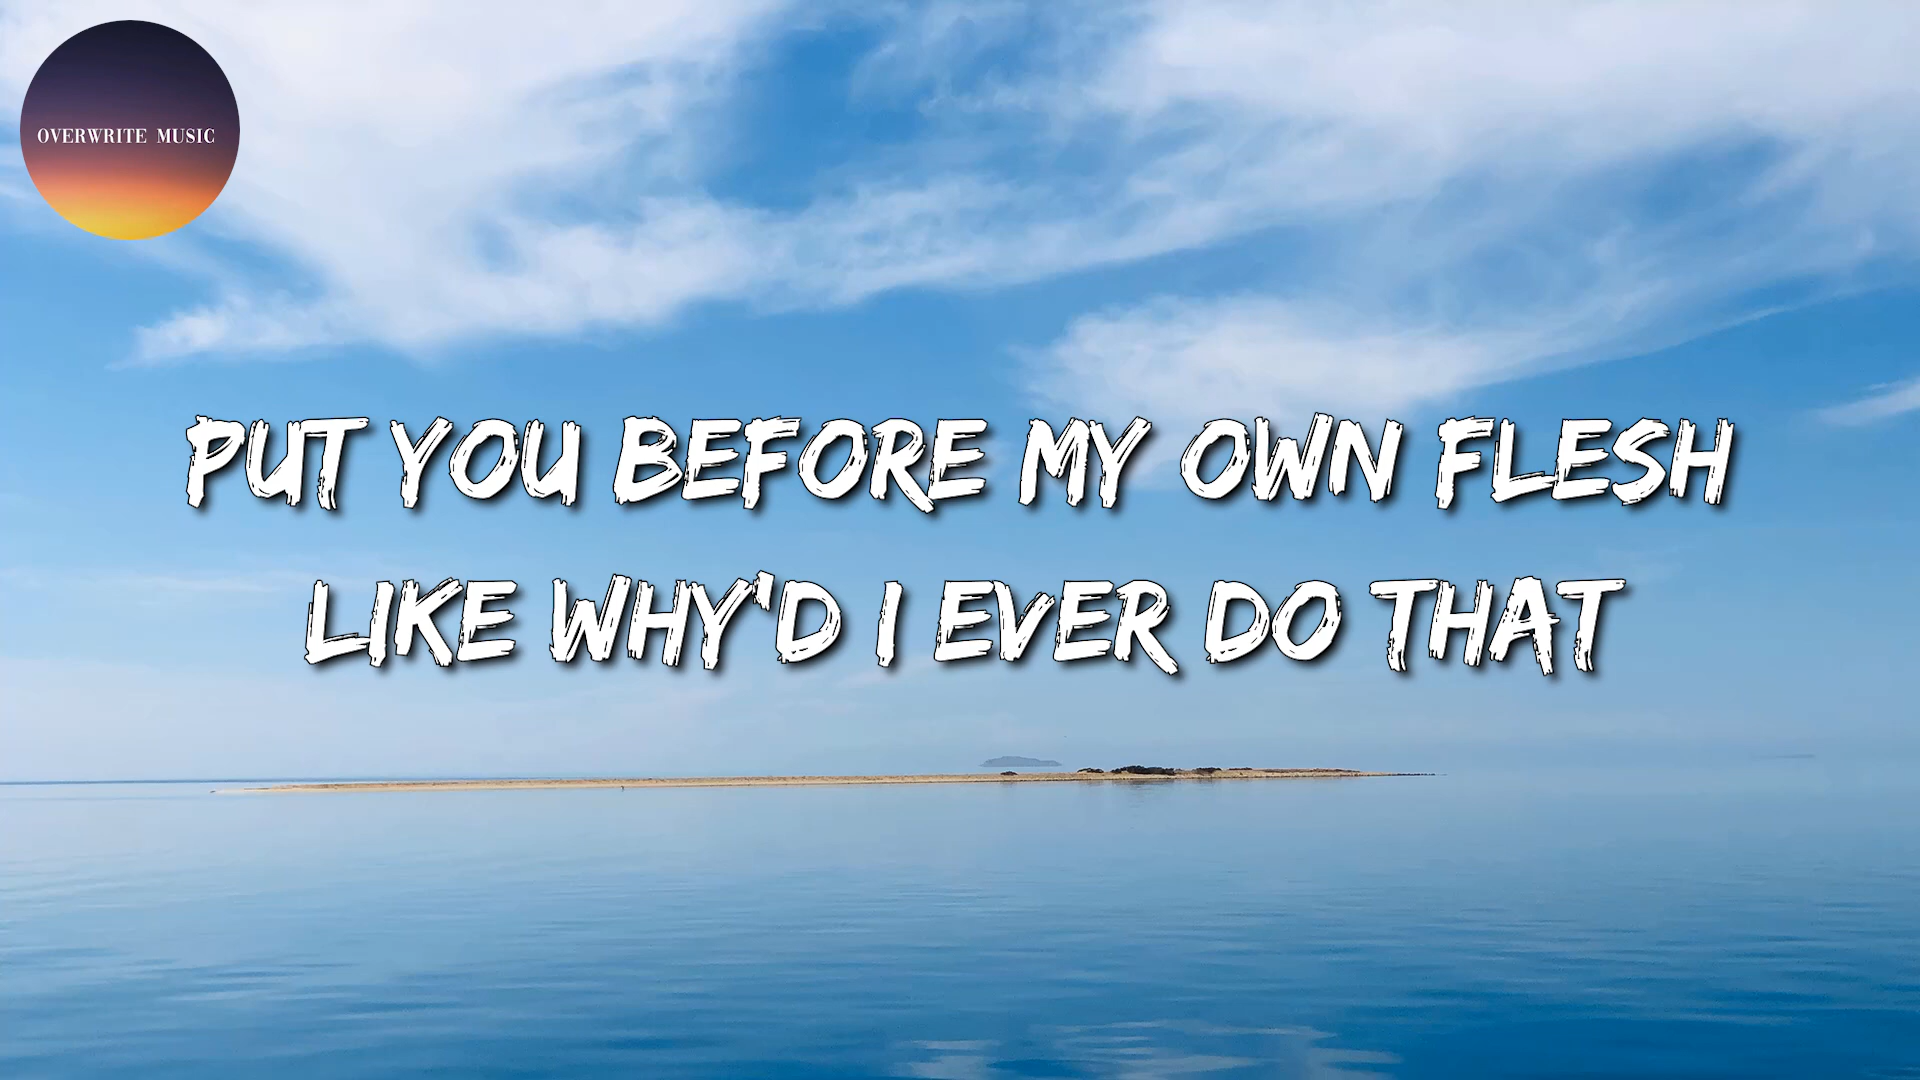 OVERWRITE MUSIC
PUT YOU BEFORE MY OWN FLESH
LIKE WHY'D I EVER DO THAT